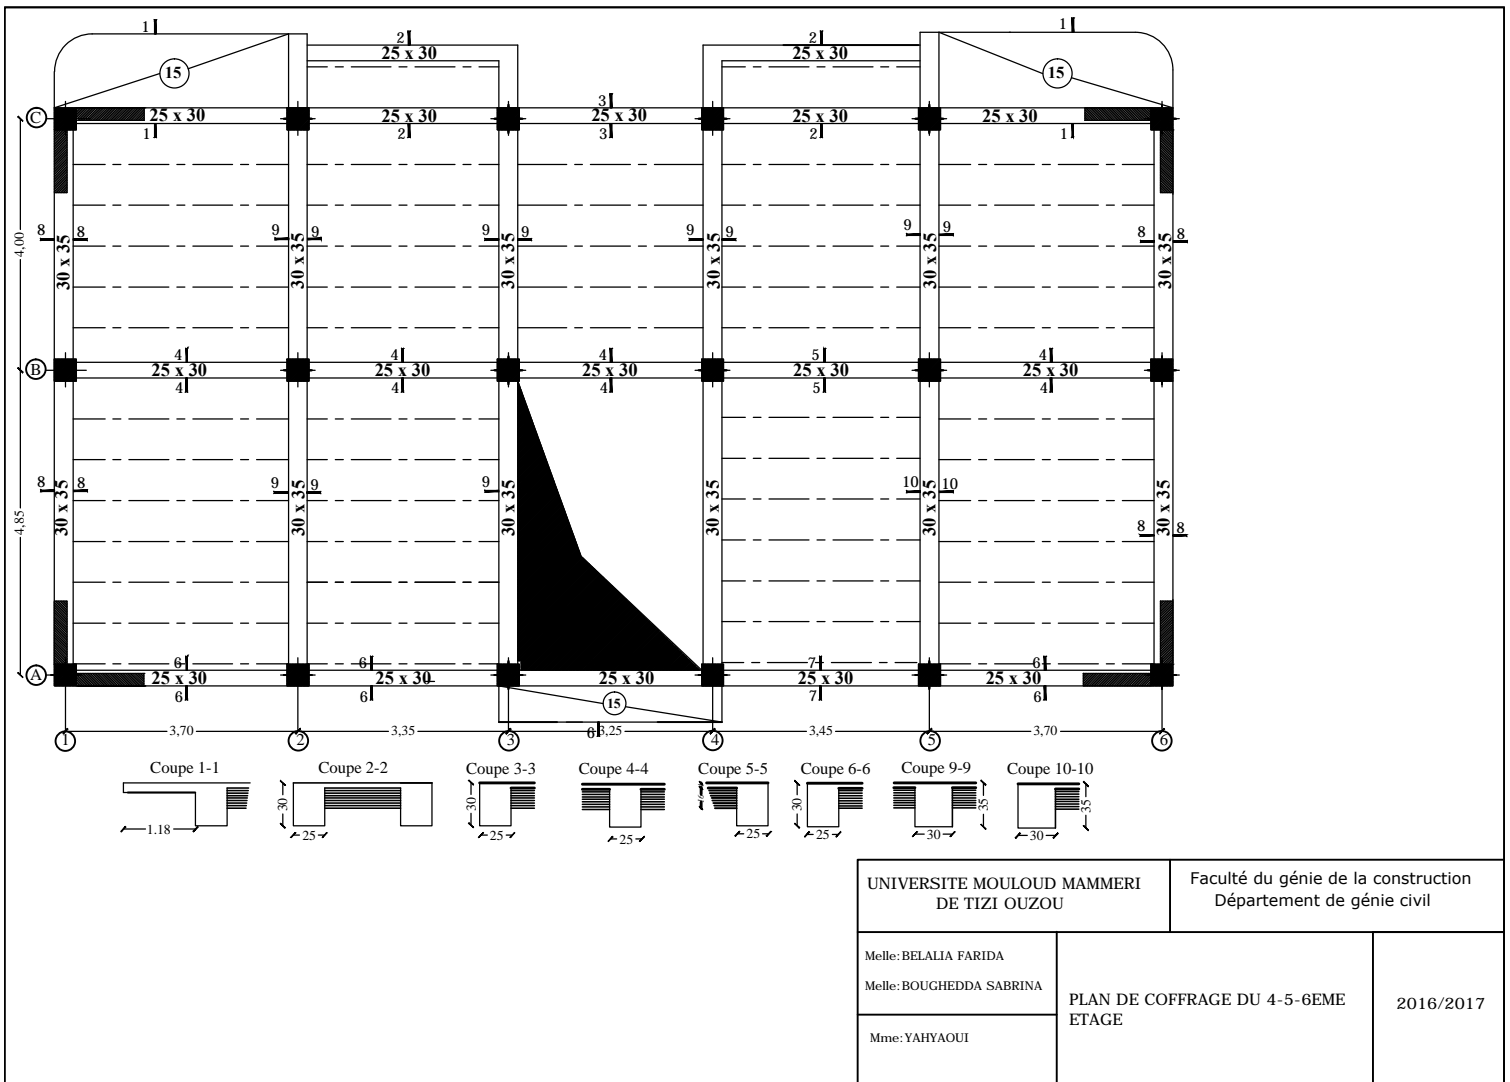 1 2 2 1
25 x 30 25 x 30
15 15
3
C 25 x 30 25 x 30 25 x 30 25 x 30 25 x 30
1 2 3 2 1
4,00
8 8 9 9 9 9 9 9 9 9 8 8
30 x 35 30 x 35 30 x 35 30 x 35 30 x 35 30 x 35
4 4 4 5 4
B 25 x 30 25 x 30 25 x 30 25 x 30 25 x 30
4 4 4 5 4
4,85
8 8 9 9 9 10 10 8 8
30 x 35 30 x 35 30 x 35 30 x 35 30 x 35 30 x 35
6 6 7 6
A 25 x 30 25 x 30 25 x 30 25 x 30 25 x 30
6 6 7 6
15
6
3,70 3,35 3,25 3,45 3,70
1 2 3 4 5 6
Coupe 1-1 Coupe 2-2 Coupe 3-3 Coupe 4-4 Coupe 5-5 Coupe 6-6 Coupe 9-9 Coupe 10-10
30 30 30 35 35
1.18 25 25 25 25 25 30 30
UNIVERSITE MOULOUD MAMMERI
DE TIZI OUZOU
Faculté du génie de la construction
Département de génie civil
Melle:BELALIA FARIDA
Melle:BOUGHEDDA SABRINA
Mme:YAHYAOUI
PLAN DE COFFRAGE DU 4-5-6EME
ETAGE
2016/2017